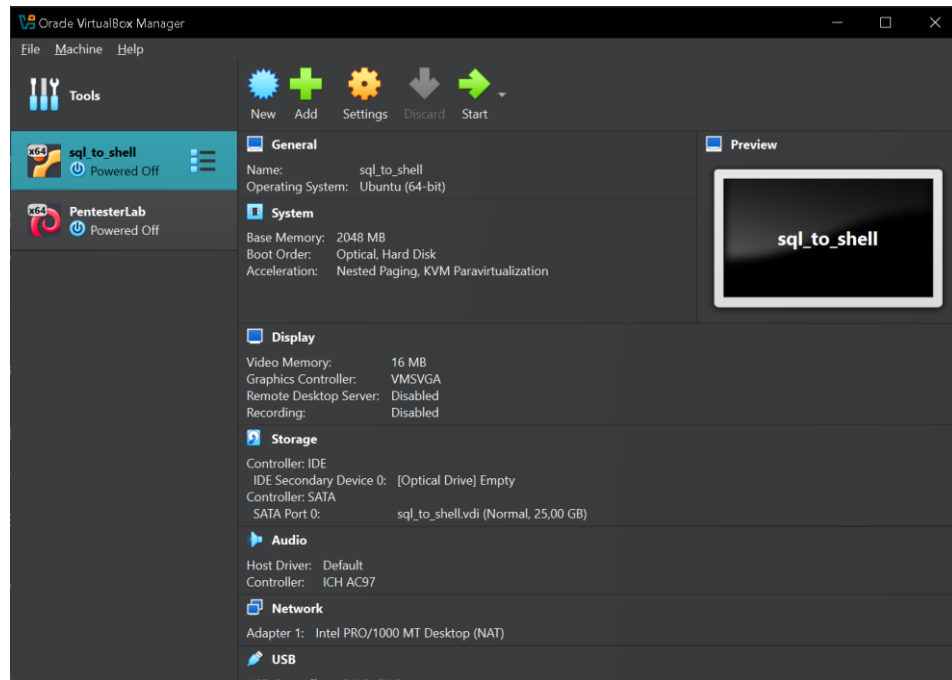 Oracle VirtualBox Manager
File Machine Help
Tools
New Add Settings Discard Start
x64 sql_to_shell
Powered Off
x64 PentesterLab
Powered Off
General
Name: sql_to_shell
Operating System: Ubuntu (64-bit)
System
Base Memory: 2048 MB
Boot Order: Optical, Hard Disk
Acceleration: Nested Paging, KVM Paravirtualization
Preview
sql_to_shell
Display
Video Memory: 16 MB
Graphics Controller: VMSVGA
Remote Desktop Server: Disabled
Recording: Disabled
Storage
Controller: IDE
IDE Secondary Device 0: [Optical Drive] Empty
Controller: SATA
SATA Port 0: sql_to_shell.vdi (Normal, 25,00 GB)
Audio
Host Driver: Default
Controller: ICH AC97
Network
Adapter 1: Intel PRO/1000 MT Desktop (NAT)
USB